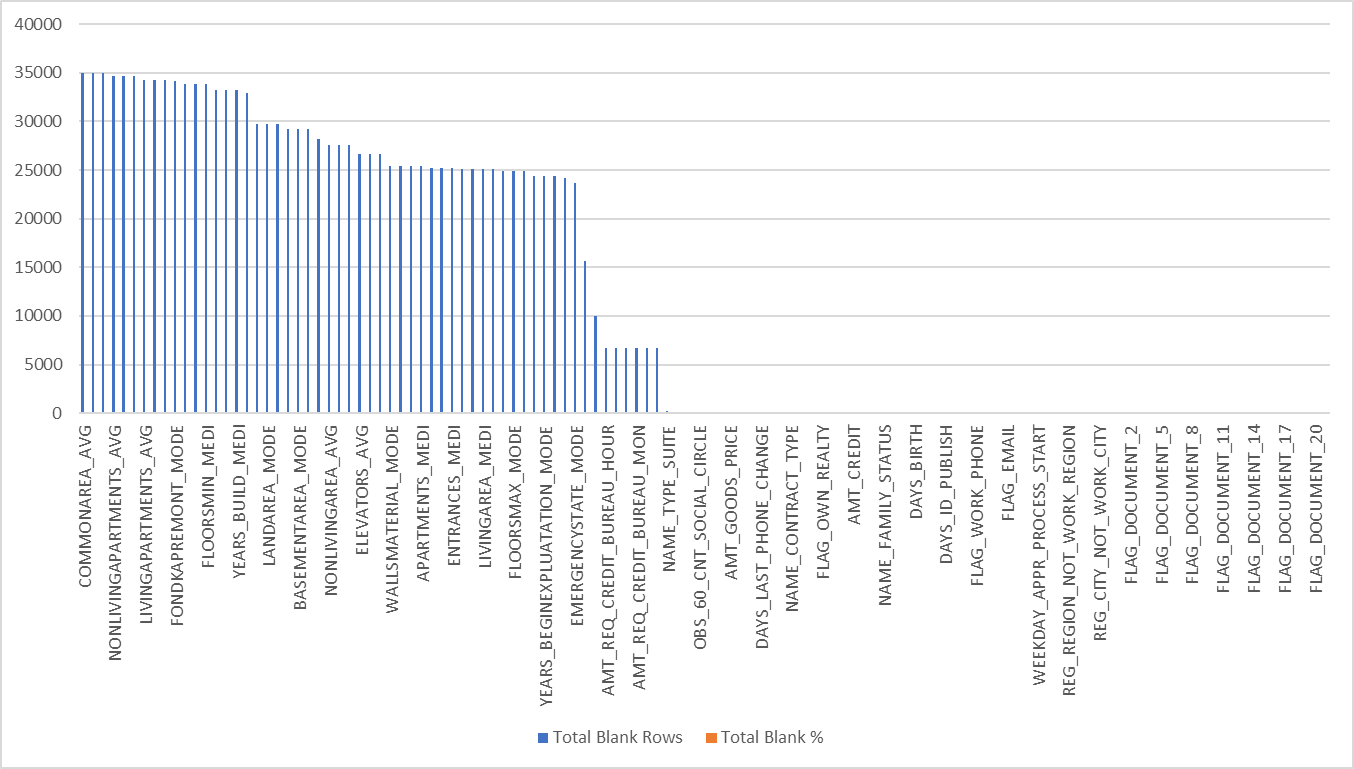 40000
35000
30000
25000
20000
15000
10000
5000
0
COMMONAREA_AVG
NONLIVINGAPARTMENTS_AVG
LIVINGAPARTMENTS_AVG
FONDKAPREMONT_MODE
FLOORSMIN_MEDI
YEARS_BUILD_MEDI
LANDAREA_MODE
BASEMENTAREA_MODE
NONLIVINGAREA_AVG
ELEVATORS_AVG
WALLSMATERIAL_MODE
APARTMENTS_MEDI
ENTRANCES_MEDI
LIVINGAREA_MEDI
FLOORSMAX_MODE
YEARS_BEGINEXPLUATATION_MODE
EMERGENCYSTATE_MODE
AMT_REQ_CREDIT_BUREAU_HOUR
AMT_REQ_CREDIT_BUREAU_MON
NAME_TYPE_SUITE
OBS_60_CNT_SOCIAL_CIRCLE
AMT_GOODS_PRICE
DAYS_LAST_PHONE_CHANGE
NAME_CONTRACT_TYPE
FLAG_OWN_REALTY
AMT_CREDIT
NAME_FAMILY_STATUS
DAYS_BIRTH
DAYS_ID_PUBLISH
FLAG_WORK_PHONE
FLAG_EMAIL
WEEKDAY_APPR_PROCESS_START
REG_REGION_NOT_WORK_REGION
REG_CITY_NOT_WORK_CITY
FLAG_DOCUMENT_2
FLAG_DOCUMENT_5
FLAG_DOCUMENT_8
FLAG_DOCUMENT_11
FLAG_DOCUMENT_14
FLAG_DOCUMENT_17
FLAG_DOCUMENT_20
Total Blank Rows
Total Blank %